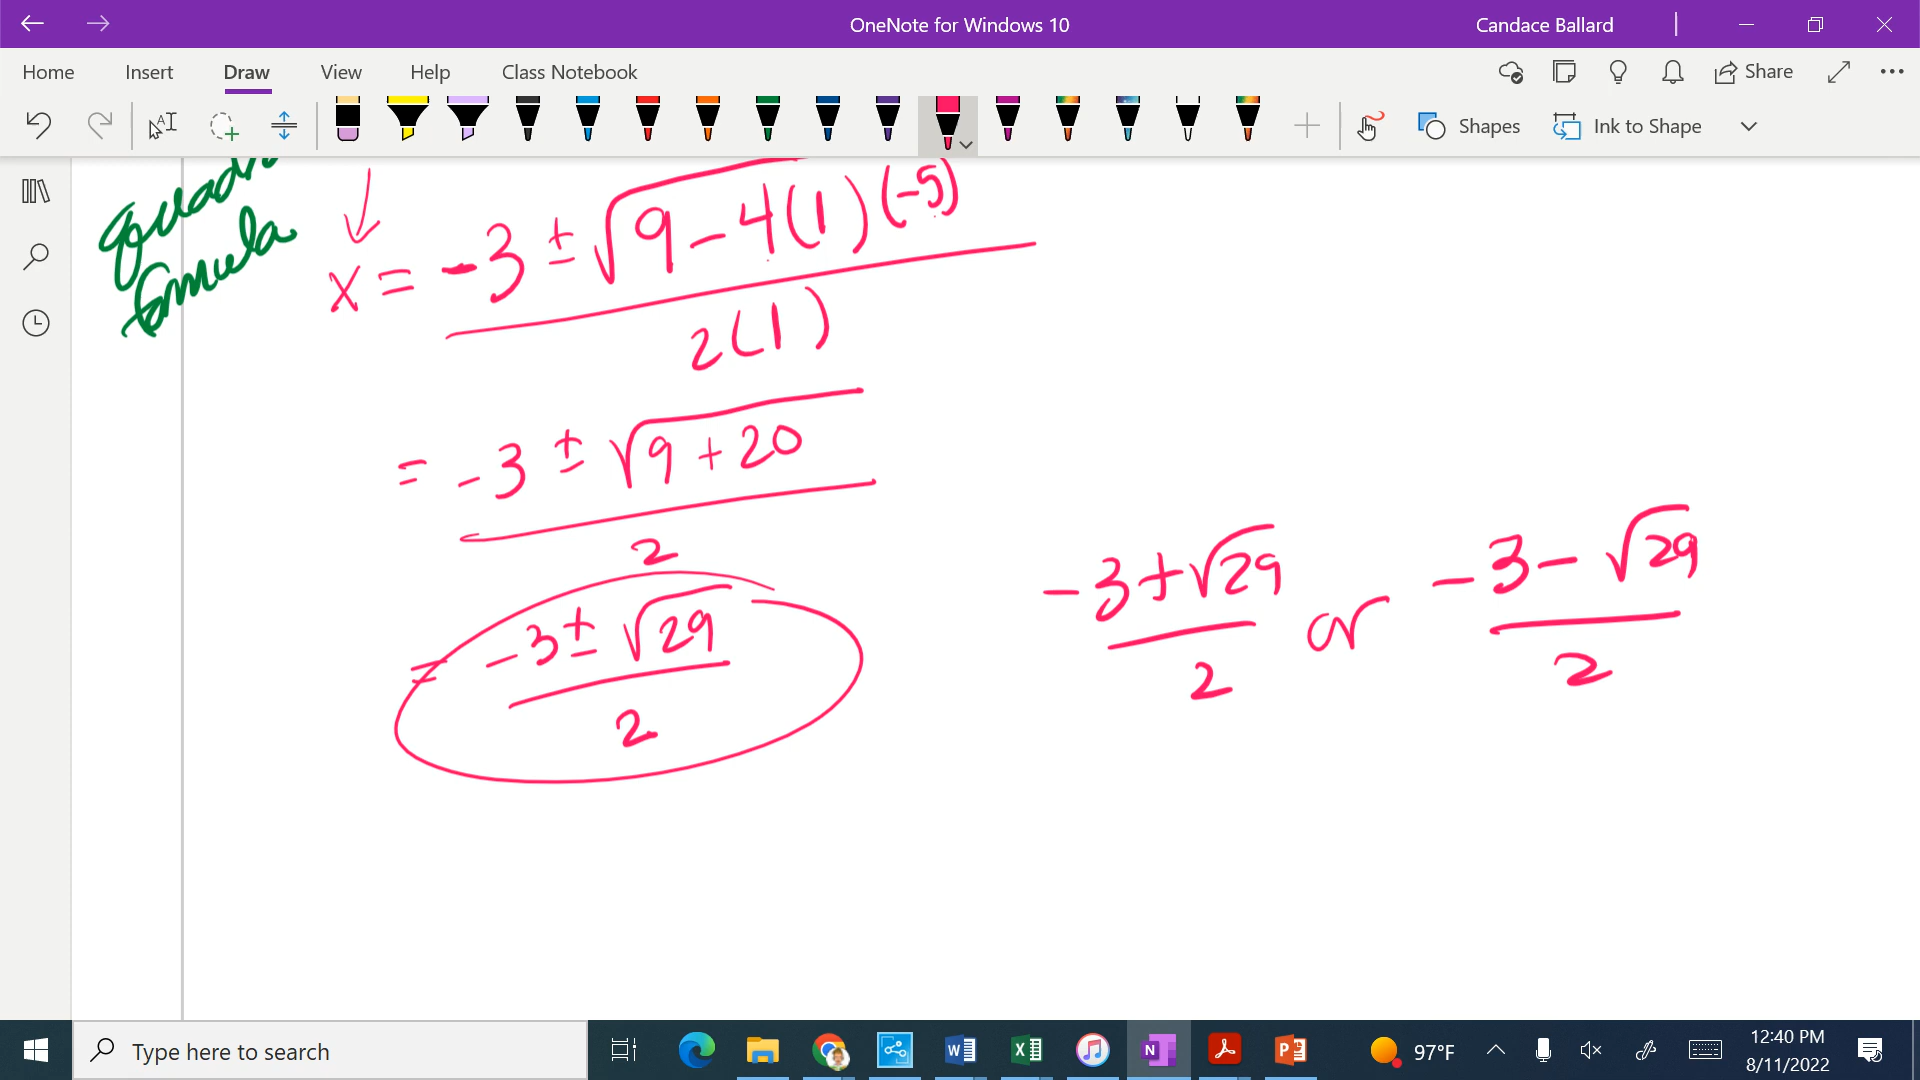 OneNote for Windows 10
Candace Ballard
Home Insert Draw View Help Class Notebook
Share
Shapes
Ink to Shape
formula
x = -3 ± √9 - 4(1)(-5)
2(1)
= -3 ± √9 + 20
2
= -3 ± √29
2
-3 + √29 or -3 - √29
2 2
Type here to search
97°F
12:40 PM
8/11/2022